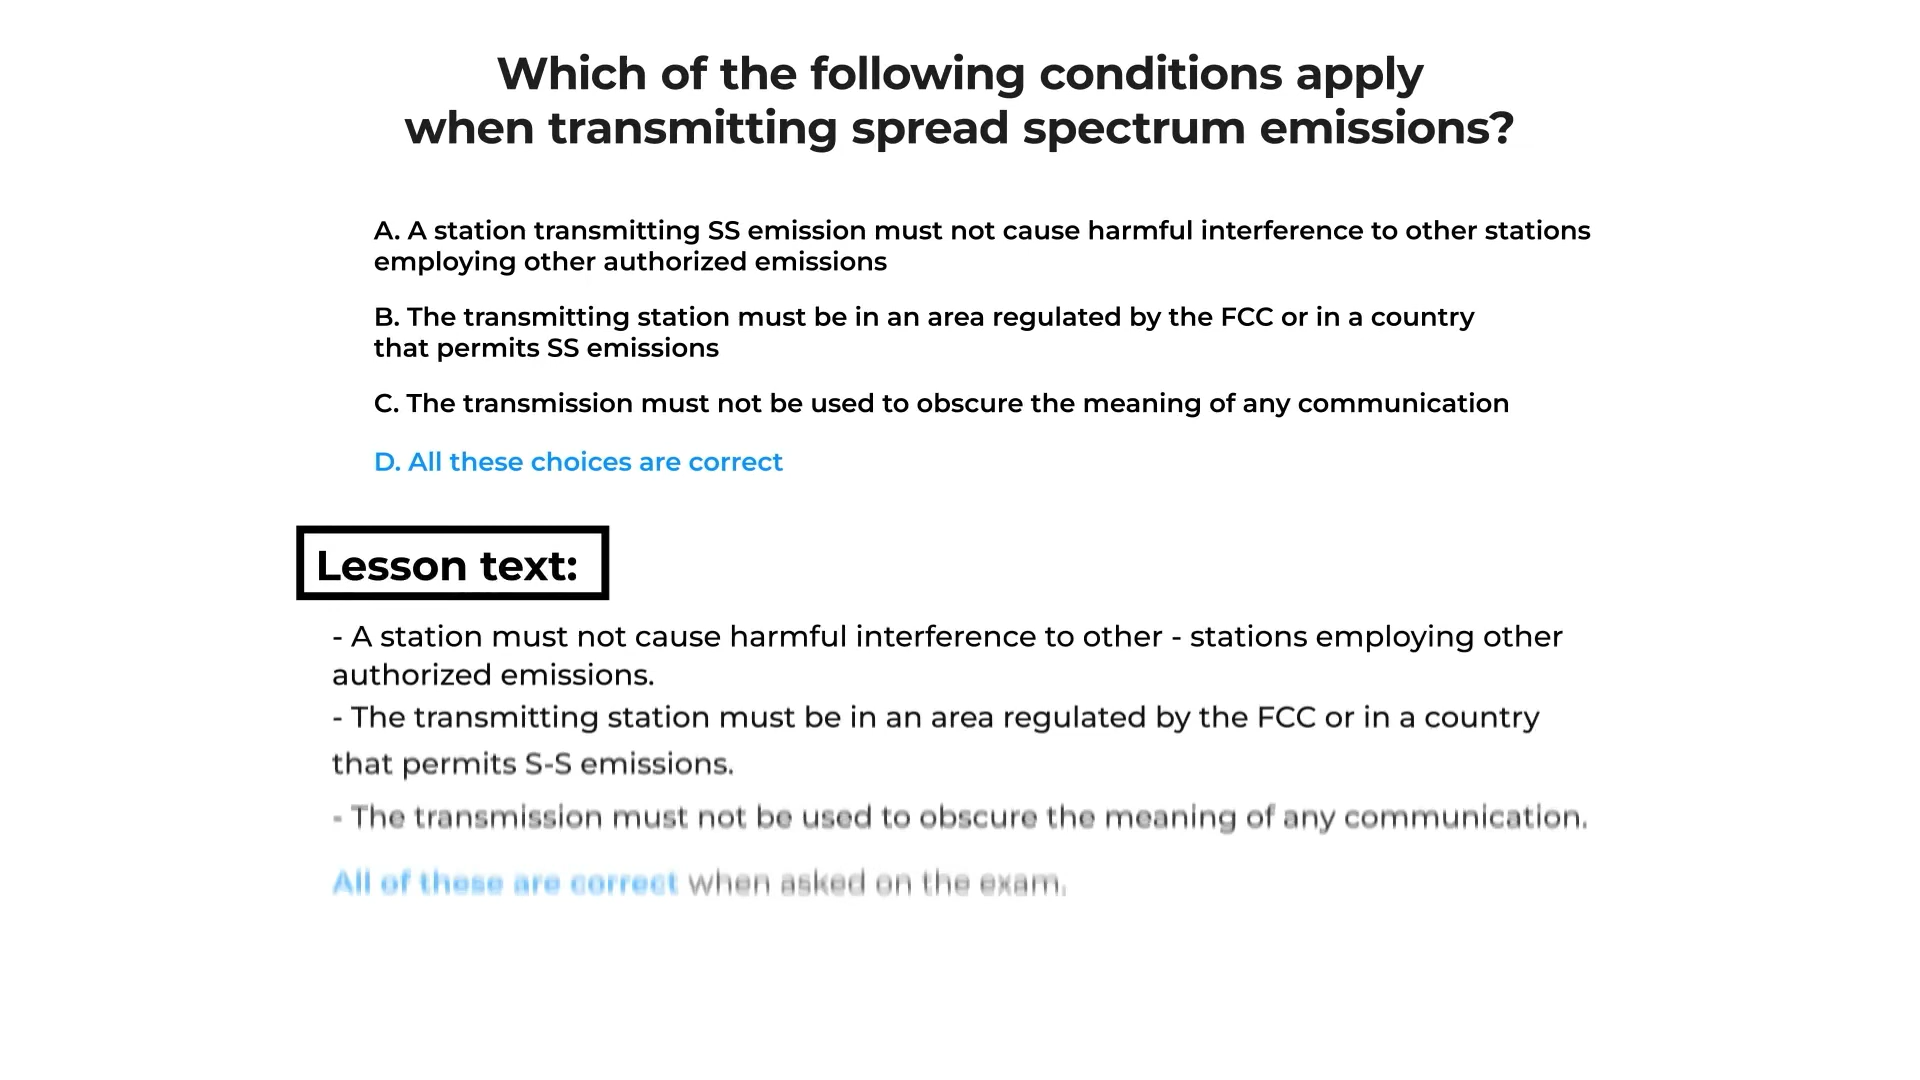 Which of the following conditions apply
when transmitting spread spectrum emissions?
A. A station transmitting SS emission must not cause harmful interference to other stations
employing other authorized emissions
B. The transmitting station must be in an area regulated by the FCC or in a country
that permits SS emissions
C. The transmission must not be used to obscure the meaning of any communication
D. All these choices are correct
Lesson text:
- A station must not cause harmful interference to other - stations employing other
authorized emissions.
- The transmitting station must be in an area regulated by the FCC or in a country
that permits S-S emissions.
- The transmission must not be used to obscure the meaning of any communication.
All of these are correct when asked on the exam.